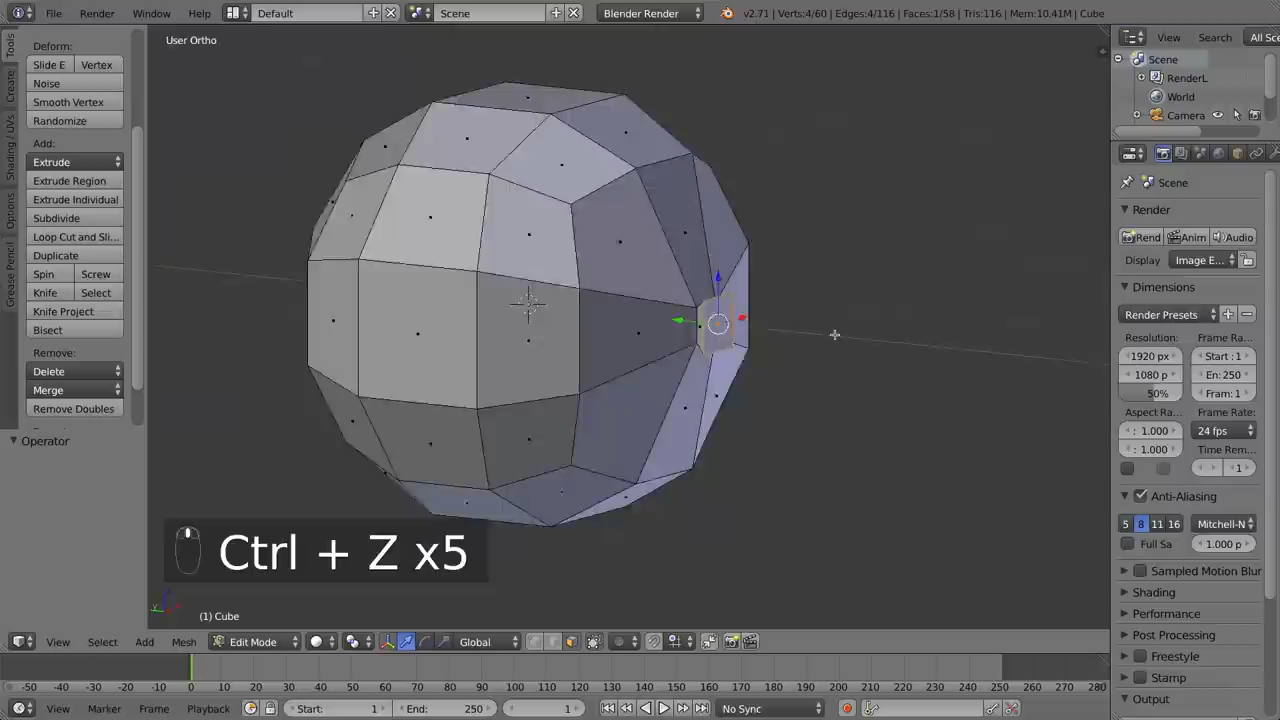 File Render Window Help Default Scene Blender Render v2.71 | Verts:4/60 | Edges:4/116 | Faces:1/58 | Tris:116 | Mem:10.41M | Cube
Tools
Create
Shading / UVs
Options
Grease Pencil
Deform:
Slide E Vertex
Noise
Smooth Vertex
Randomize
Add:
Extrude
Extrude Region
Extrude Individual
Subdivide
Loop Cut and Sli...
Duplicate
Spin Screw
Knife Select
Knife Project
Bisect
Remove:
Delete
Merge
Remove Doubles
Operator
User Ortho
Ctrl + Z x5
(1) Cube
View Search All Sce
Scene
RenderL
World
Camera
Scene
Render
Rend Anim Audio
Display Image E...
Dimensions
Render Presets
Resolution: Frame Ra...
1920 px Start : 1
1080 p En: 250
50% Fram: 1
Aspect Ra... Frame Rate:
: 1.000 24 fps
: 1.000 Time Rem...
1
Anti-Aliasing
5 8 11 16 Mitchell-N
Full Sa 1.000 p
Sampled Motion Blur
Shading
Performance
Post Processing
Freestyle
Stamp
Output
View Select Add Mesh Edit Mode Global
-50 -40 -30 -20 -10 0 10 20 30 40 50 60 70 80 90 100 110 120 130 140 150 160 170 180 190 200 210 220 230 240 250 260 270 280
View Marker Frame Playback Start: 1 End: 250 1 No Sync